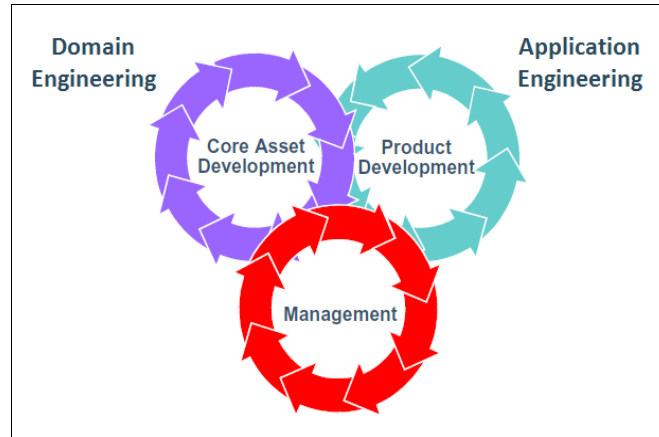 Domain
Engineering
Application
Engineering
Core Asset
Development
Product
Development
Management